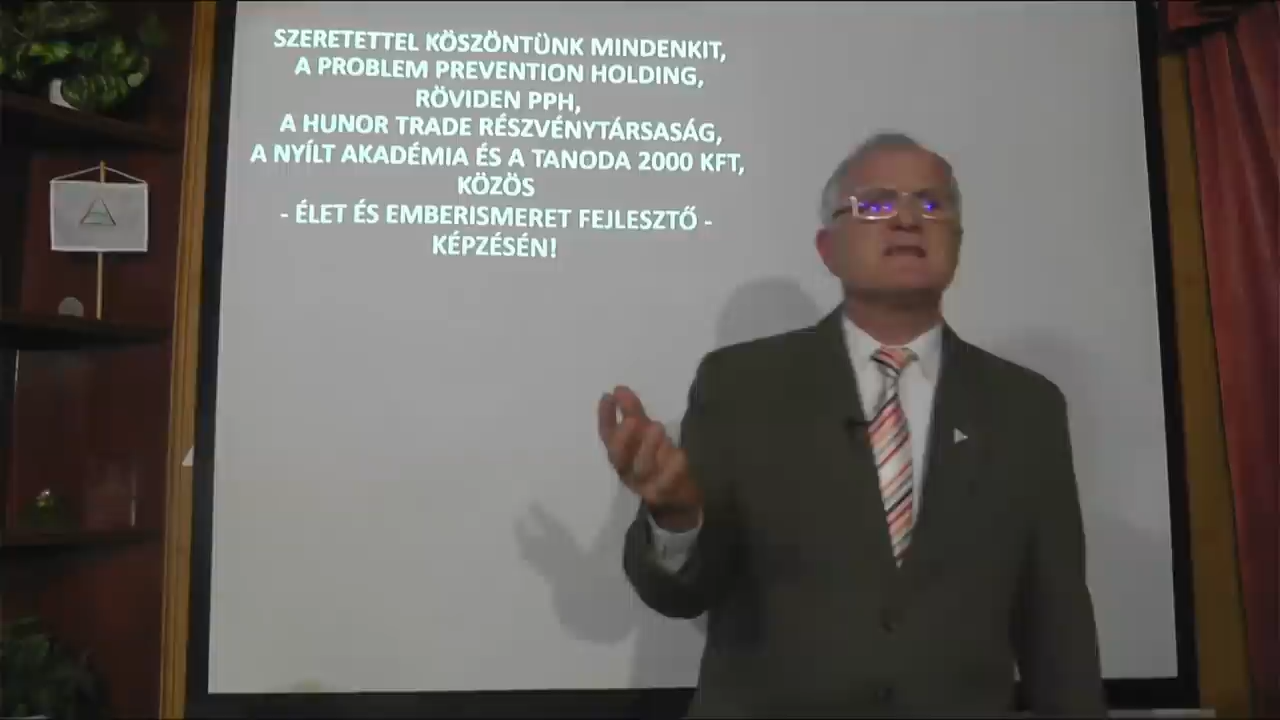 SZERETETTEL KÖSZÖNTÜNK MINDENKIT,
A PROBLEM PREVENTION HOLDING,
RÖVIDEN PPH,
A HUNOR TRADE RÉSZVÉNYTÁRSASÁG,
A NYÍLT AKADÉMIA ÉS A TANODA 2000 KFT,
KÖZÖS
- ÉLET ÉS EMBERISMERET FEJLESZTŐ -
KÉPZÉSÉN!